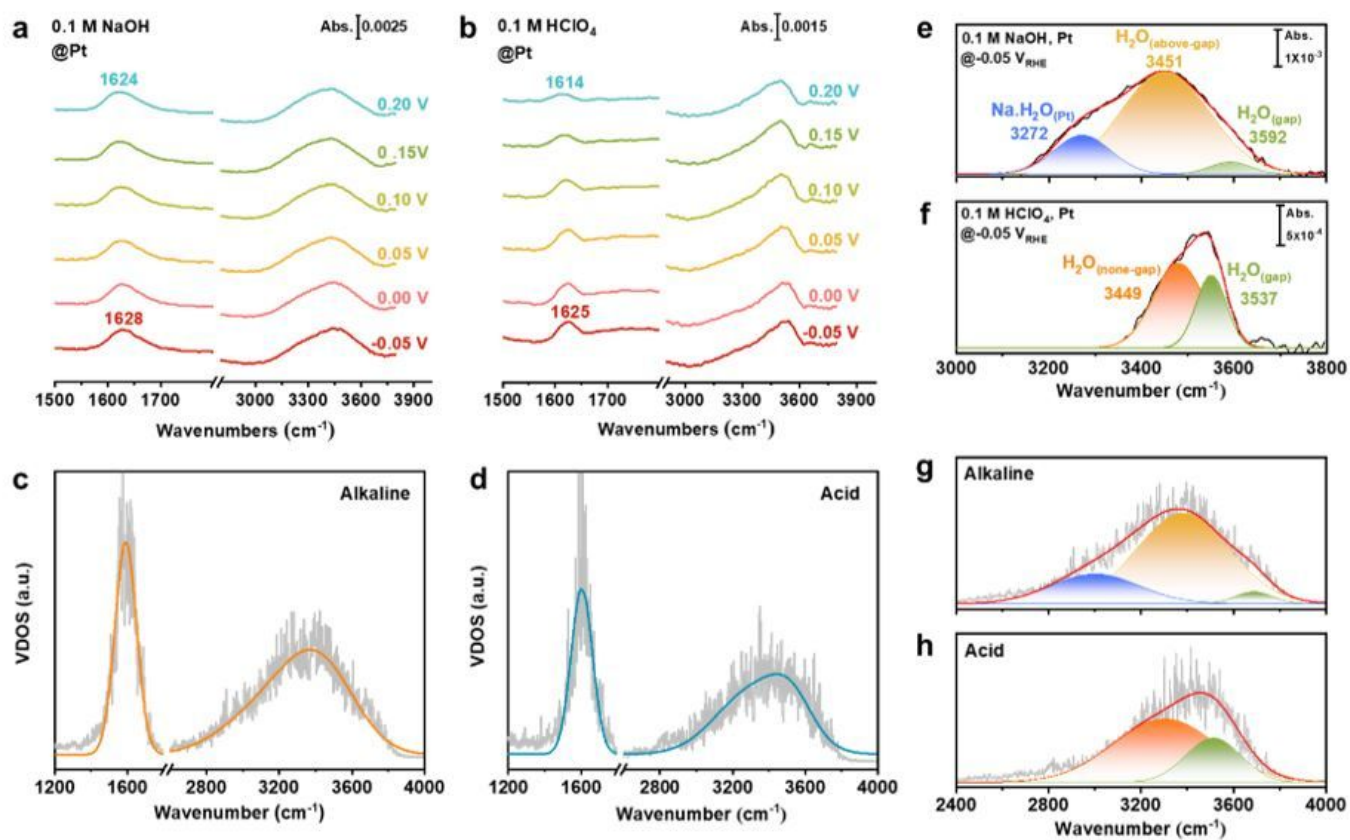 a
0.1 M NaOH
@Pt
Abs. 0.0025
1624
0.20 V
0 .15V
0.10 V
0.05 V
0.00 V
1628
-0.05 V
1500 1600 1700 3000 3300 3600 3900
Wavenumbers (cm⁻¹)
b
0.1 M HClO₄
@Pt
Abs. 0.0015
1614
0.20 V
0.15 V
0.10 V
0.05 V
0.00 V
1625
-0.05 V
1500 1600 1700 3000 3300 3600 3900
Wavenumbers (cm⁻¹)
e
0.1 M NaOH, Pt
@-0.05 V_RHE
H₂O(above-gap)
3451
Abs.
1X10⁻³
Na.H₂O(Pt)
3272
H₂O(gap)
3592
f
0.1 M HClO₄, Pt
@-0.05 V_RHE
Abs.
5x10⁻⁴
H₂O(none-gap)
3449
H₂O(gap)
3537
3000 3200 3400 3600 3800
Wavenumber (cm⁻¹)
c
Alkaline
VDOS (a.u.)
1200 1600 2800 3200 3600 4000
Wavenumber (cm⁻¹)
d
Acid
VDOS (a.u.)
1200 1600 2800 3200 3600 4000
Wavenumber (cm⁻¹)
g
Alkaline
2400 2800 3200 3600 4000
h
Acid
2400 2800 3200 3600 4000
Wavenumber (cm⁻¹)